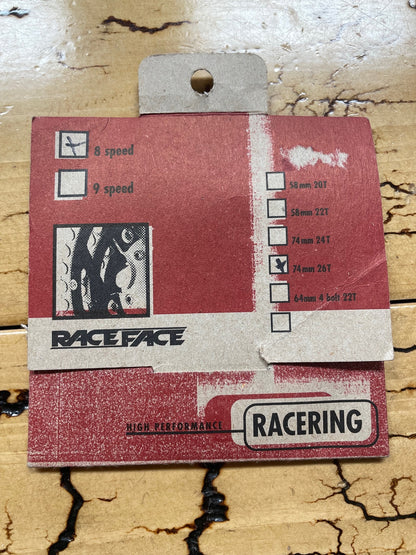 8 speed
9 speed
58mm 20T
58mm 22T
74mm 24T
74mm 26T
64mm 4 bolt 22T
RACEFACE
HIGH PERFORMANCE
RACERING